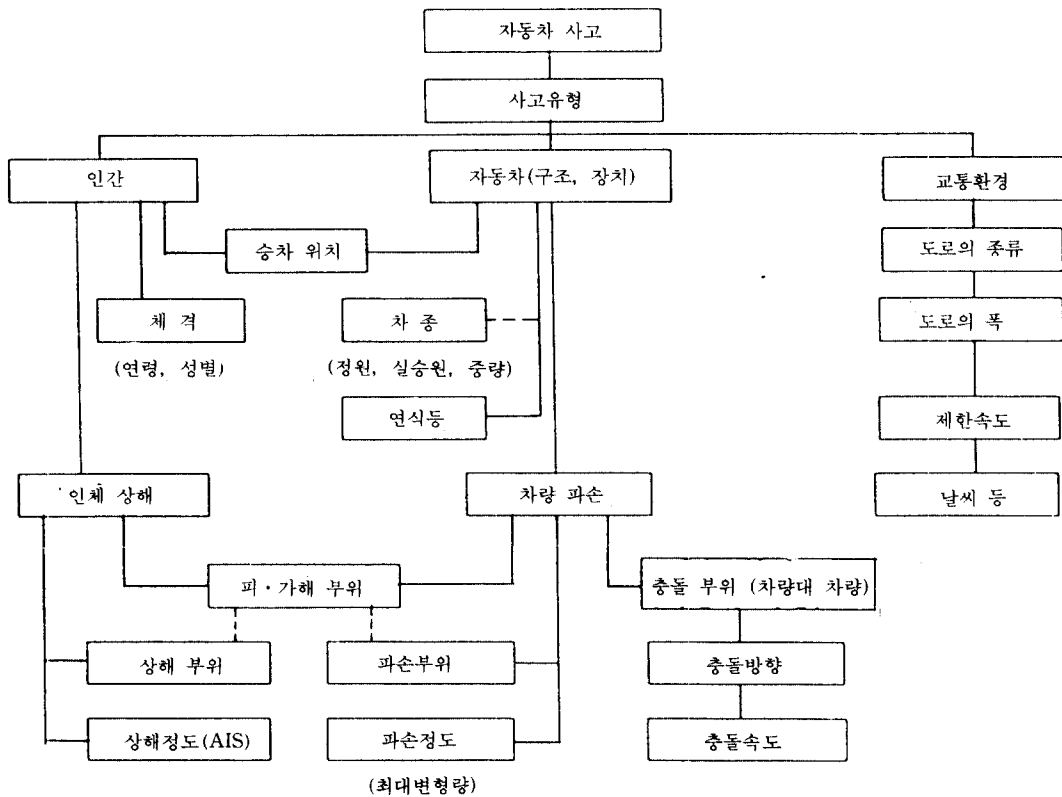 자동차 사고
사고유형
인간
자동차(구조, 장치)
교통환경
승차 위치
도로의 종류
체 격
차 종
도로의 폭
(연령, 성별)
(정원, 실승원, 중량)
연식등
제한속도
인체 상해
차량 파손
날씨 등
피·가해 부위
충돌 부위 (차량대 차량)
상해 부위
파손부위
충돌방향
상해정도(AIS)
파손정도
충돌속도
(최대변형량)